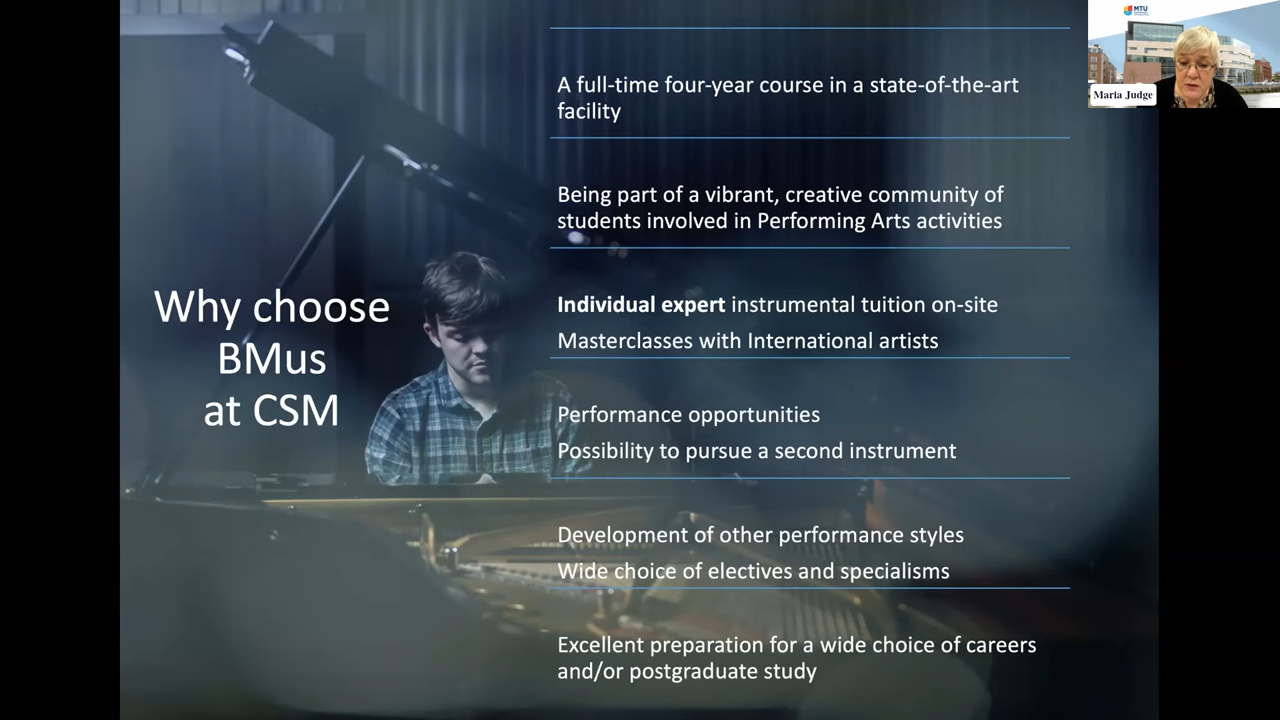 Why choose
BMus
at CSM
A full-time four-year course in a state-of-the-art
facility
Being part of a vibrant, creative community of
students involved in Performing Arts activities
Individual expert instrumental tuition on-site
Masterclasses with International artists
Performance opportunities
Possibility to pursue a second instrument
Development of other performance styles
Wide choice of electives and specialisms
Excellent preparation for a wide choice of careers
and/or postgraduate study
MTU
Maria Judge